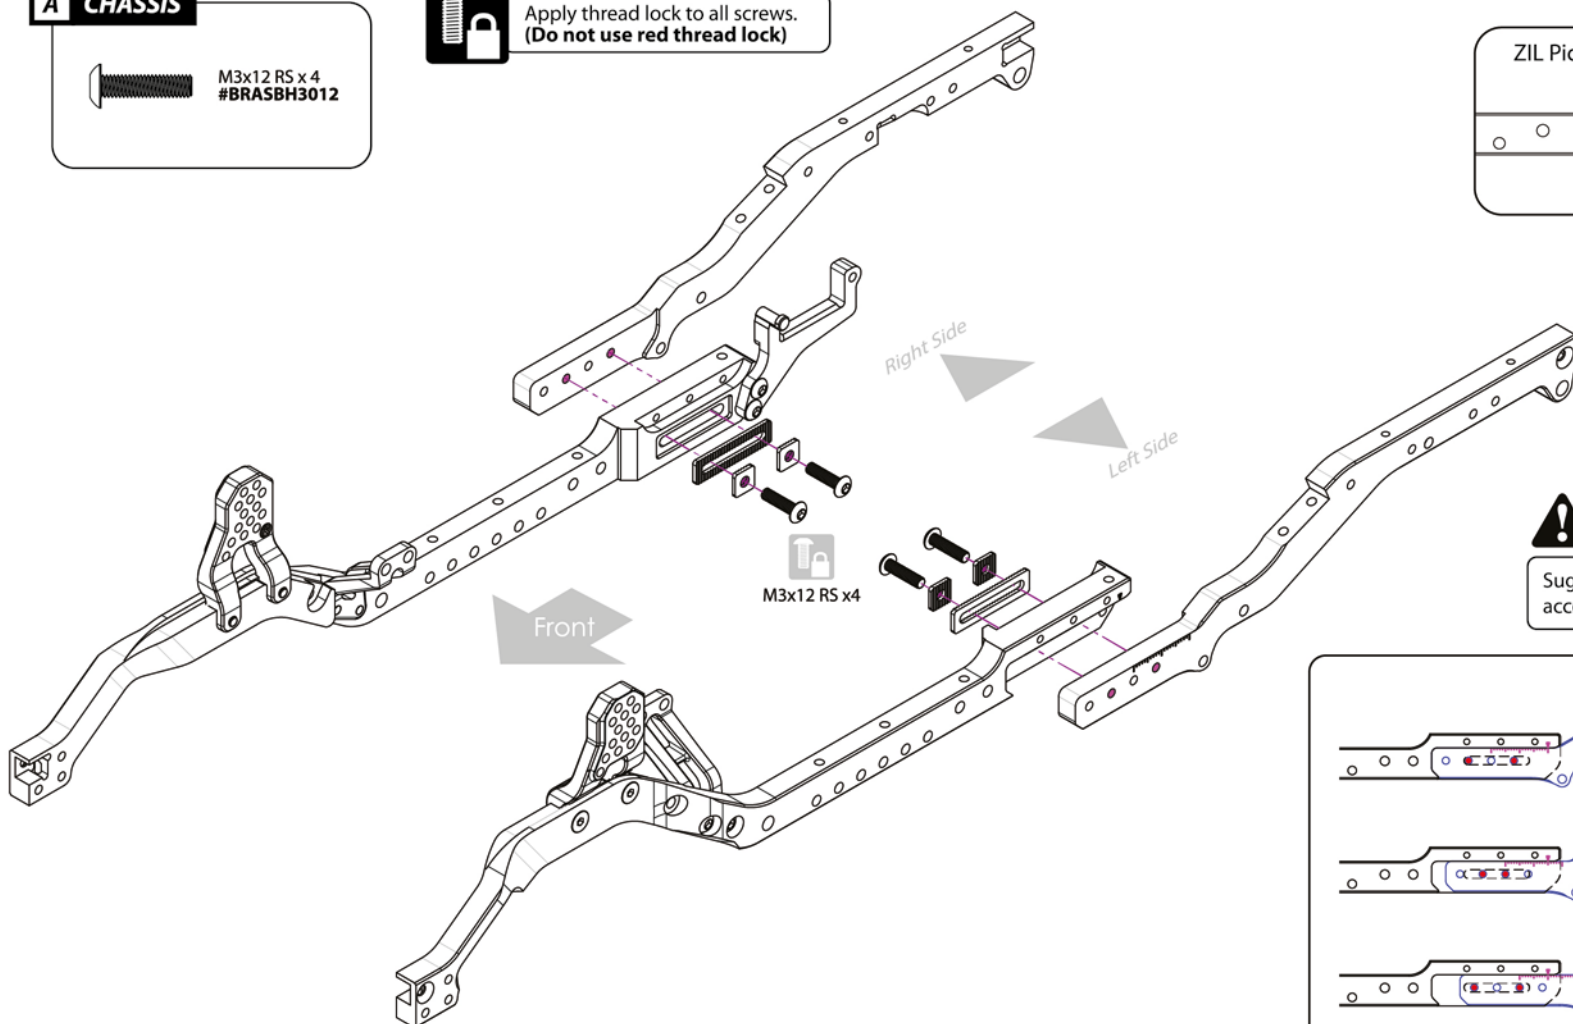 A CHASSIS
M3x12 RS x 4
#BRASBH3012
Apply thread lock to all screws.
(Do not use red thread lock)
ZIL
Right Side
Left Side
M3x12 RS x4
Front